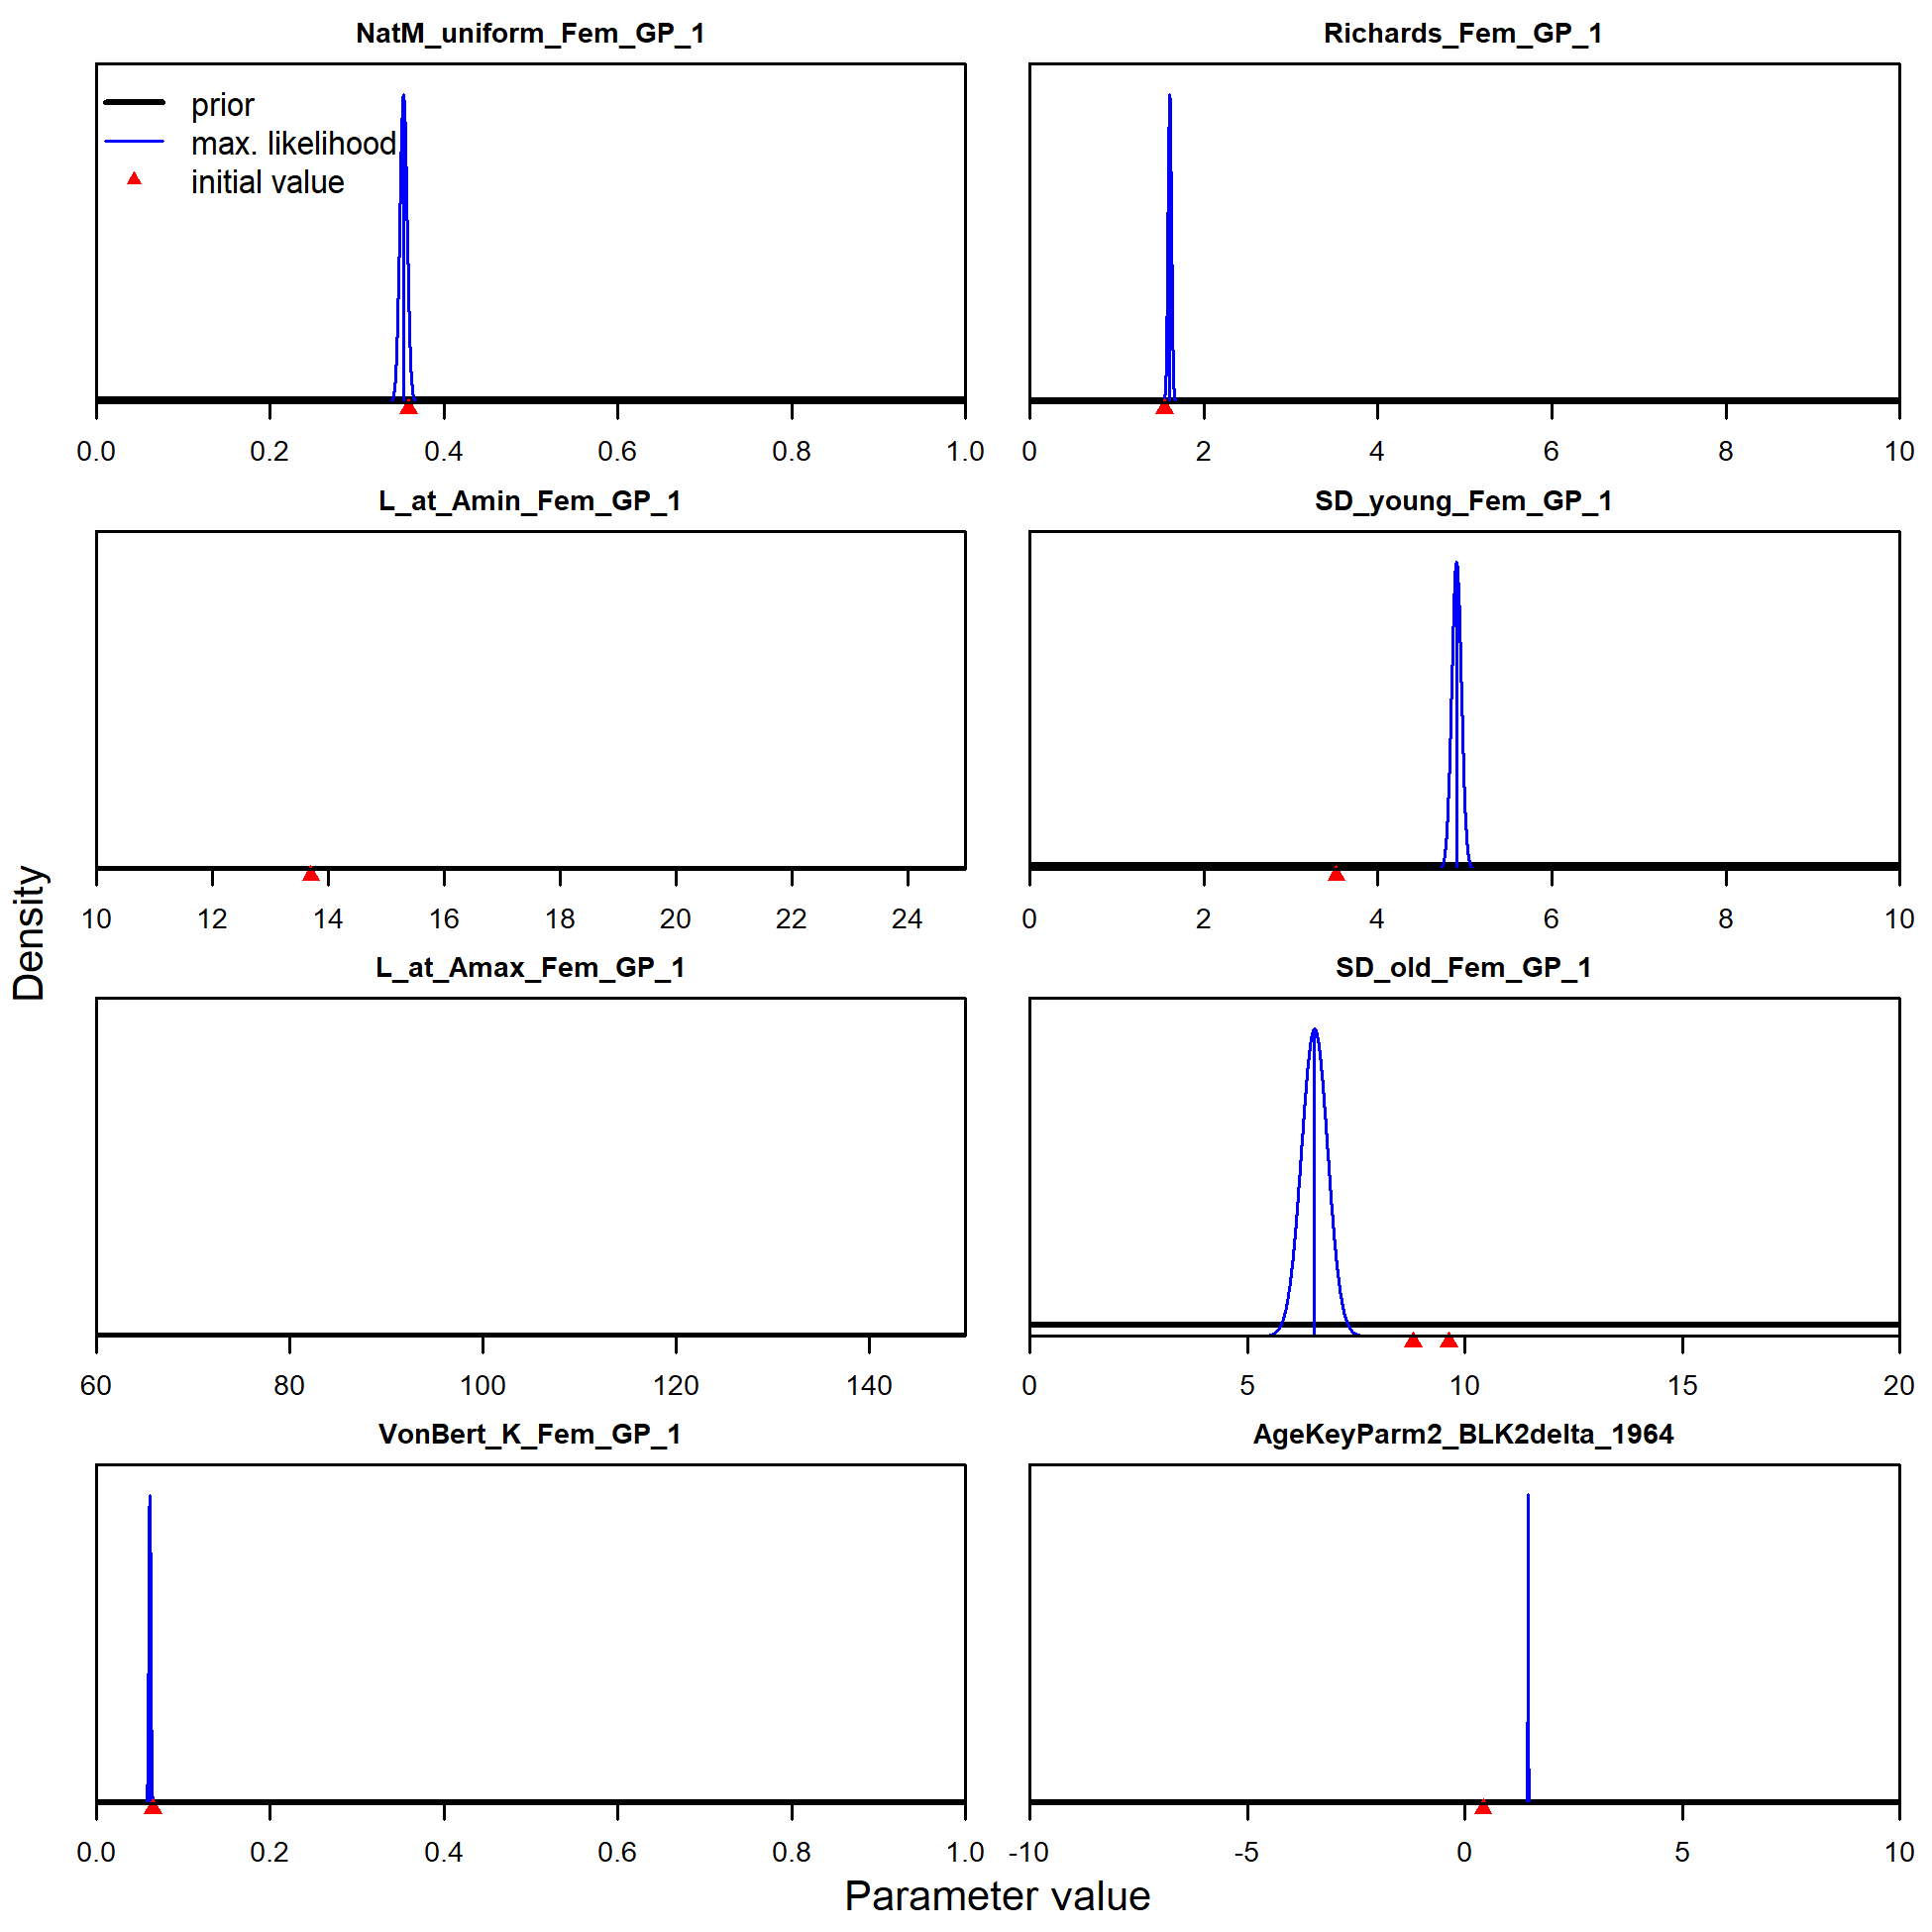 NatM_uniform_Fem_GP_1
prior
max. likelihood
initial value
0.0 0.2 0.4 0.6 0.8 1.0
Richards_Fem_GP_1
0 2 4 6 8 10
L_at_Amin_Fem_GP_1
10 12 14 16 18 20 22 24
SD_young_Fem_GP_1
0 2 4 6 8 10
L_at_Amax_Fem_GP_1
60 80 100 120 140
SD_old_Fem_GP_1
0 5 10 15 20
VonBert_K_Fem_GP_1
0.0 0.2 0.4 0.6 0.8 1.0
AgeKeyParm2_BLK2delta_1964
-10 -5 0 5 10
Density
Parameter value